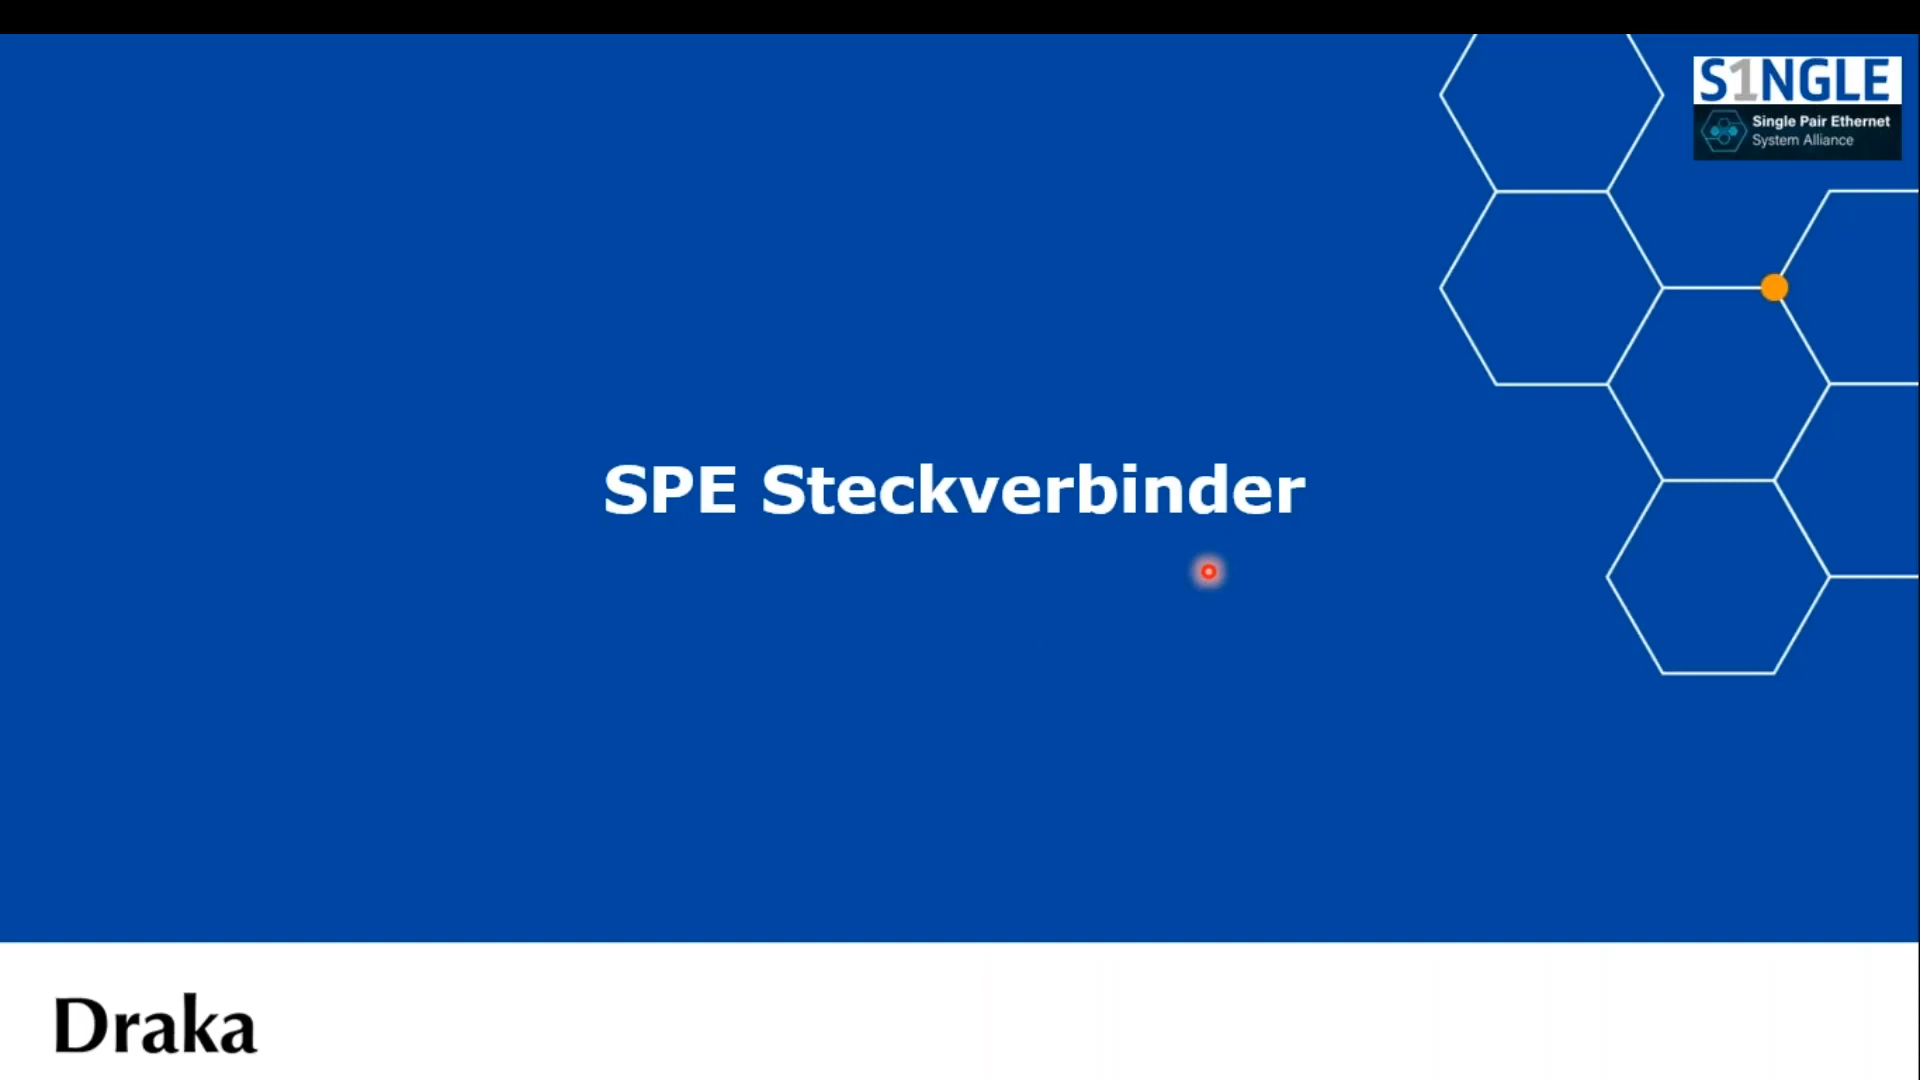 S1NGLE
Single Pair Ethernet
System Alliance
SPE Steckverbinder
Draka